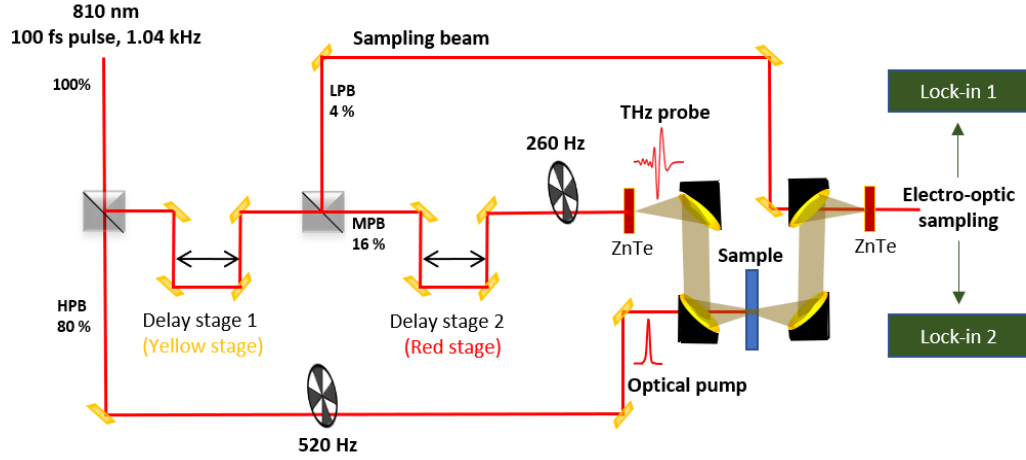 810 nm
100 fs pulse, 1.04 kHz
100%
Sampling beam
LPB
4 %
Lock-in 1
THz probe
260 Hz
Electro-optic
sampling
MPB
16 %
ZnTe
ZnTe
Sample
HPB
80 %
Delay stage 1
(Yellow stage)
Delay stage 2
(Red stage)
Lock-in 2
Optical pump
520 Hz